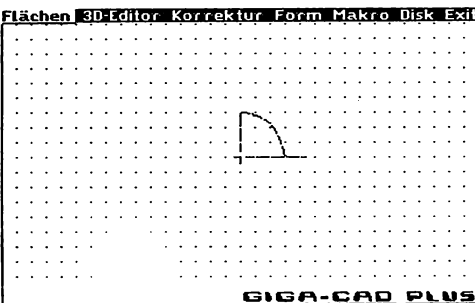 Flächen 3D-Editor Korrektur Form Makro Disk Exit
GIGA-CAD PLUS